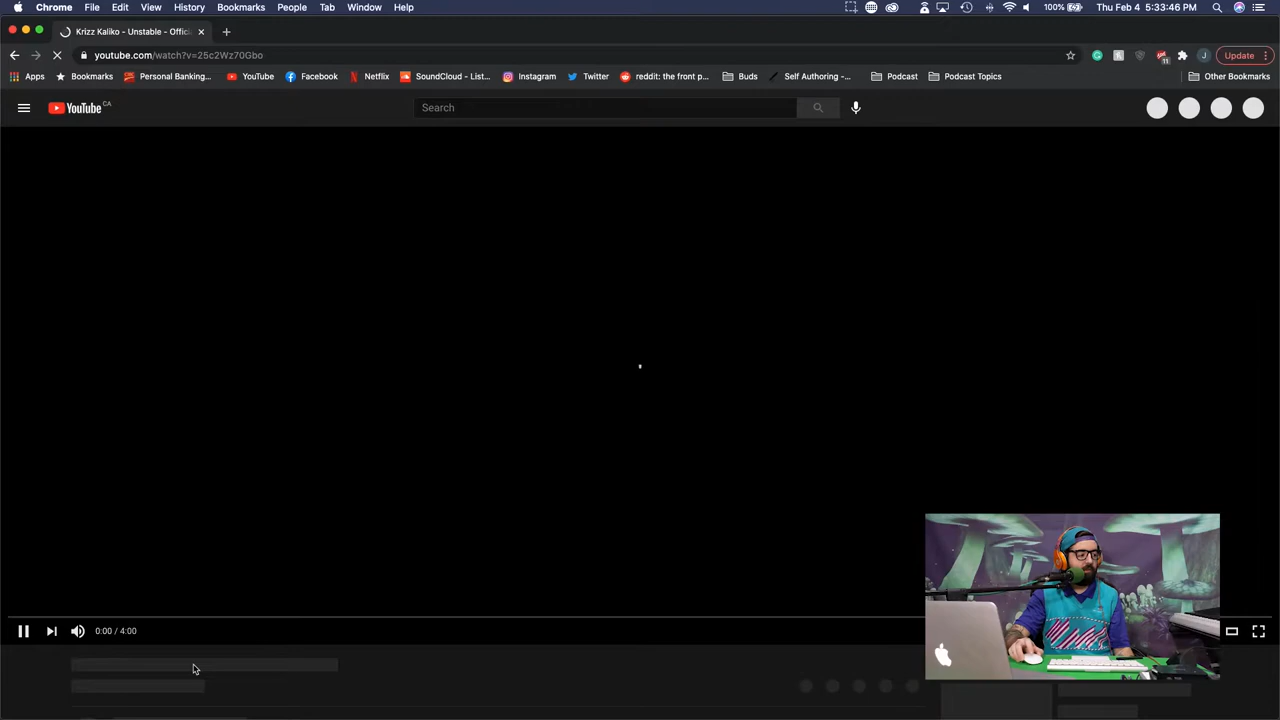 Chrome File Edit View History Bookmarks People Tab Window Help 100% Thu Feb 4 5:33:46 PM
Krizz Kaliko - Unstable - Offici
youtube.com/watch?v=25c2Wz70Gbo J Update
Apps Bookmarks Personal Banking... YouTube Facebook Netflix SoundCloud - List... Instagram Twitter reddit: the front p... Buds Self Authoring -... Podcast Podcast Topics Other Bookmarks
YouTube CA Search
0:00 / 4:00